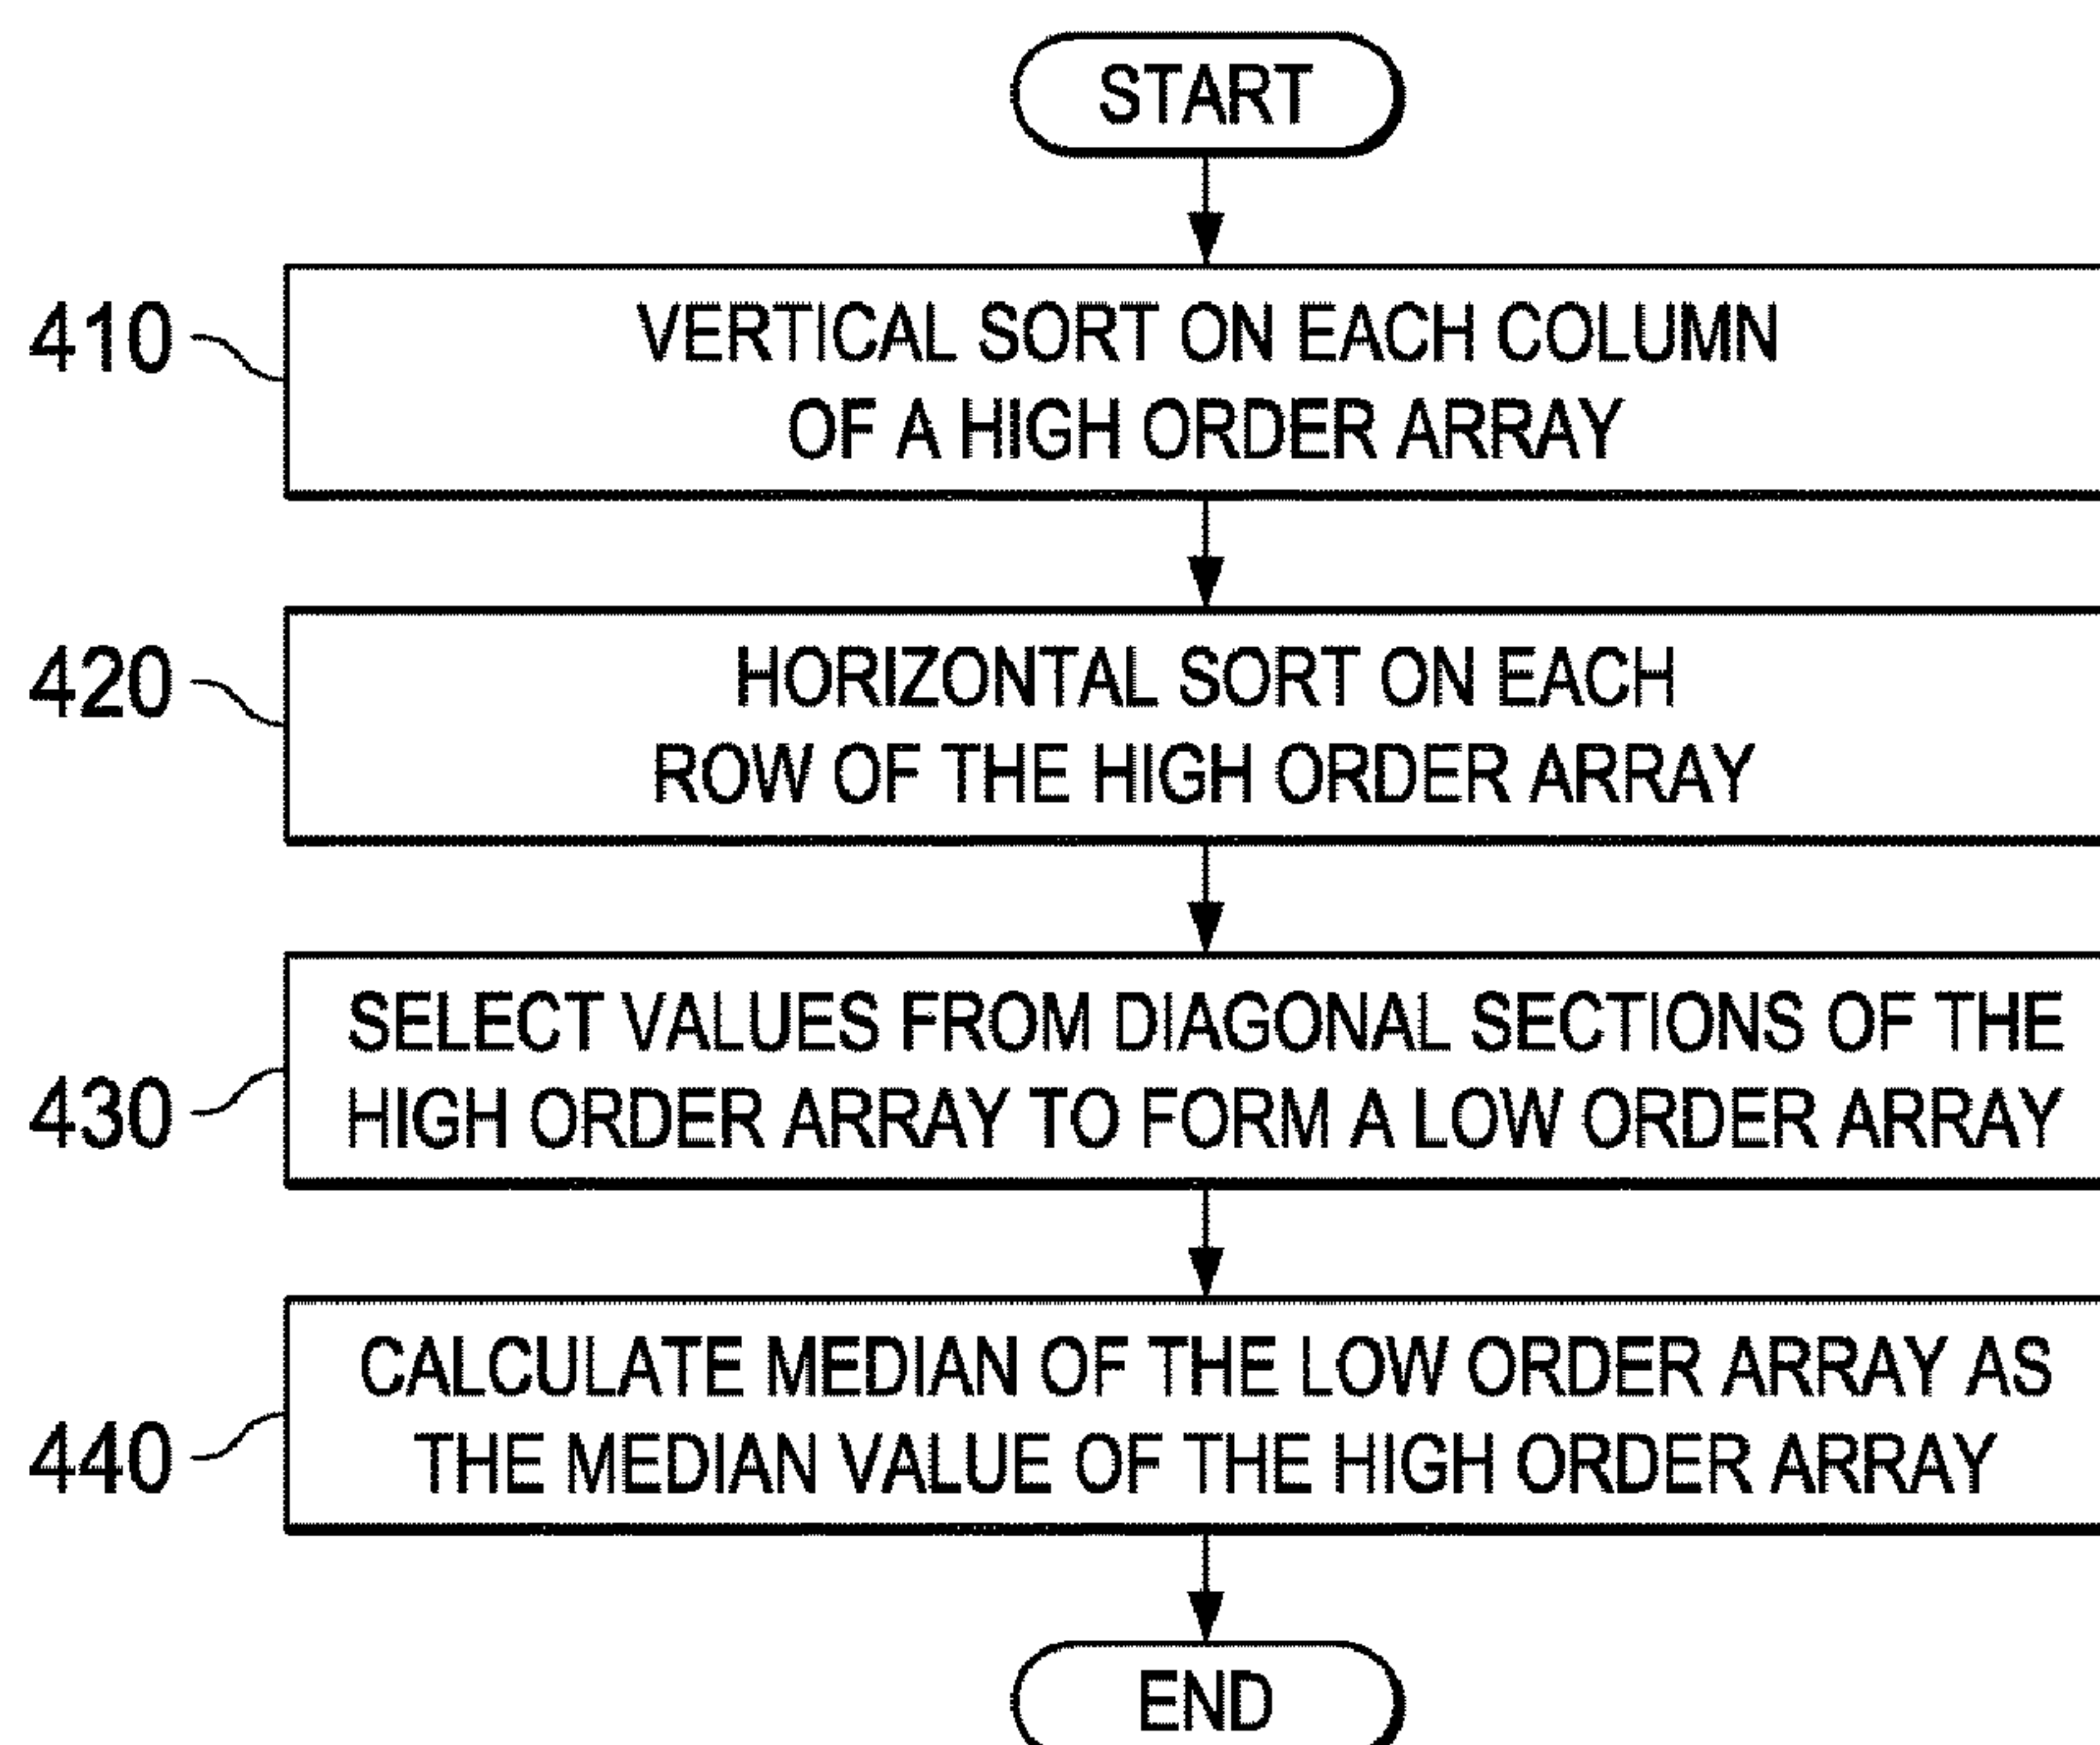 START
410
VERTICAL SORT ON EACH COLUMN
OF A HIGH ORDER ARRAY
420
HORIZONTAL SORT ON EACH
ROW OF THE HIGH ORDER ARRAY
430
SELECT VALUES FROM DIAGONAL SECTIONS OF THE
HIGH ORDER ARRAY TO FORM A LOW ORDER ARRAY
440
CALCULATE MEDIAN OF THE LOW ORDER ARRAY AS
THE MEDIAN VALUE OF THE HIGH ORDER ARRAY
END